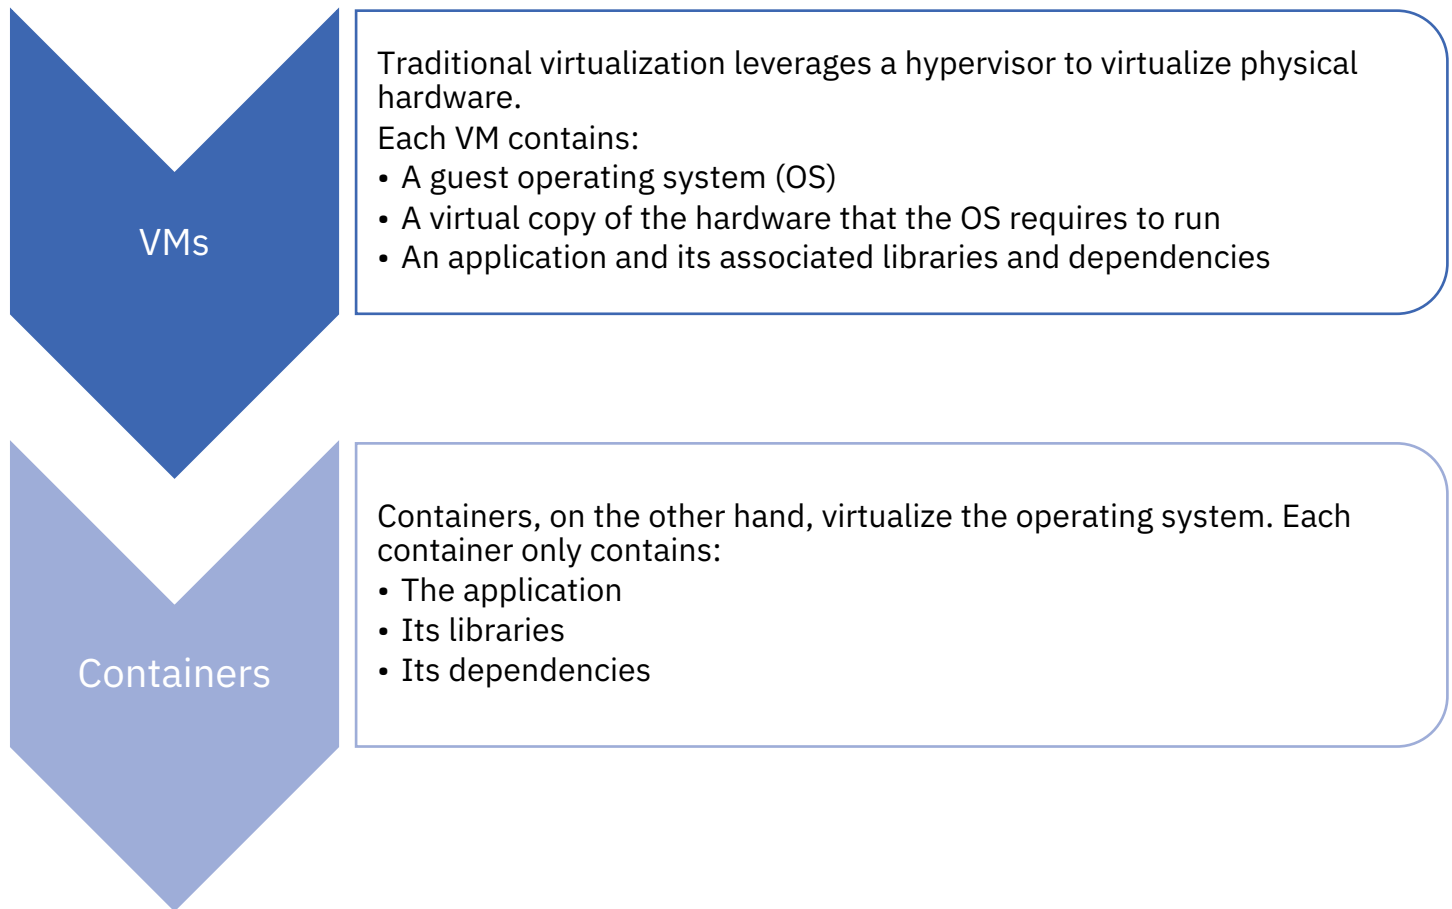 VMs
Traditional virtualization leverages a hypervisor to virtualize physical
hardware.
Each VM contains:
• A guest operating system (OS)
• A virtual copy of the hardware that the OS requires to run
• An application and its associated libraries and dependencies
Containers
Containers, on the other hand, virtualize the operating system. Each
container only contains:
• The application
• Its libraries
• Its dependencies